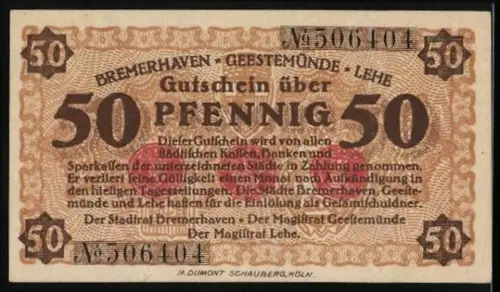 50
№506404
50
BREMERHAVEN • GEESTEMÜNDE • LEHE
Gutschein über
50 PFENNIG 50
Dieser Gutschein wird von allen
städtischen Kassen, Banken und
Sparkassen der unterzeichneten Städte in Zahlung genommen.
Er verliert seine Gültigkeit einen Monat nach Aufkündigung in
den hiesigen Tageszeitungen. Die Städte Bremerhaven, Geeste-
münde und Lehe haften für die Einlösung als Gesamtschuldner.
Der Stadtrat Bremerhaven • Der Magistrat Geestemünde
Der Magistrat Lehe.
50
№506404
50
M. DUMONT SCHAUBERG, KÖLN.